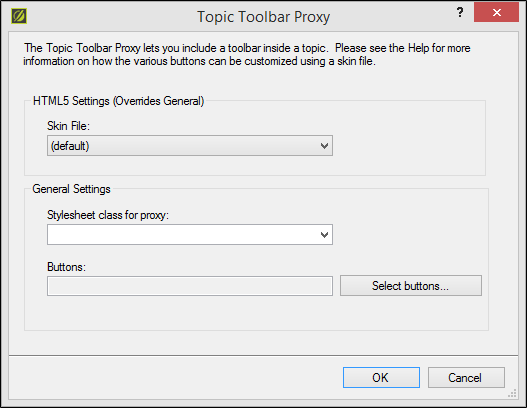 Topic Toolbar Proxy
?
The Topic Toolbar Proxy lets you include a toolbar inside a topic. Please see the Help for more
information on how the various buttons can be customized using a skin file.
HTML5 Settings (Overrides General)
Skin File:
(default)
General Settings
Stylesheet class for proxy:
Buttons:
Select buttons...
OK Cancel